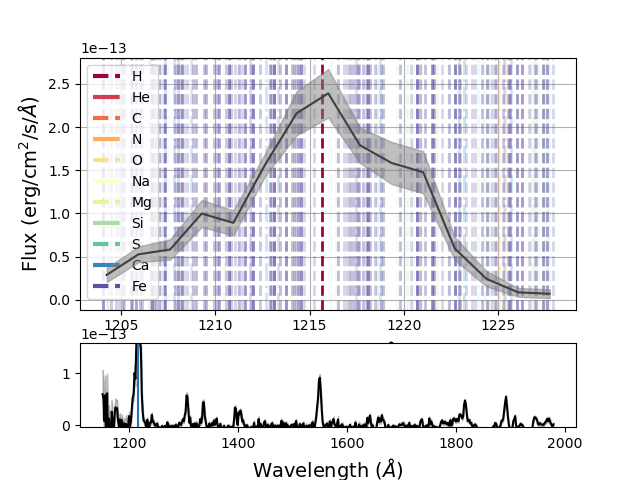 1e−13
Flux (erg/cm²/s/Å)
2.5
2.0
1.5
1.0
0.5
0.0
H
He
C
N
O
Na
Mg
Si
S
Ca
Fe
1205 1210 1215 1220 1225
1e−13
1
0
1200 1400 1600 1800 2000
Wavelength (Å)